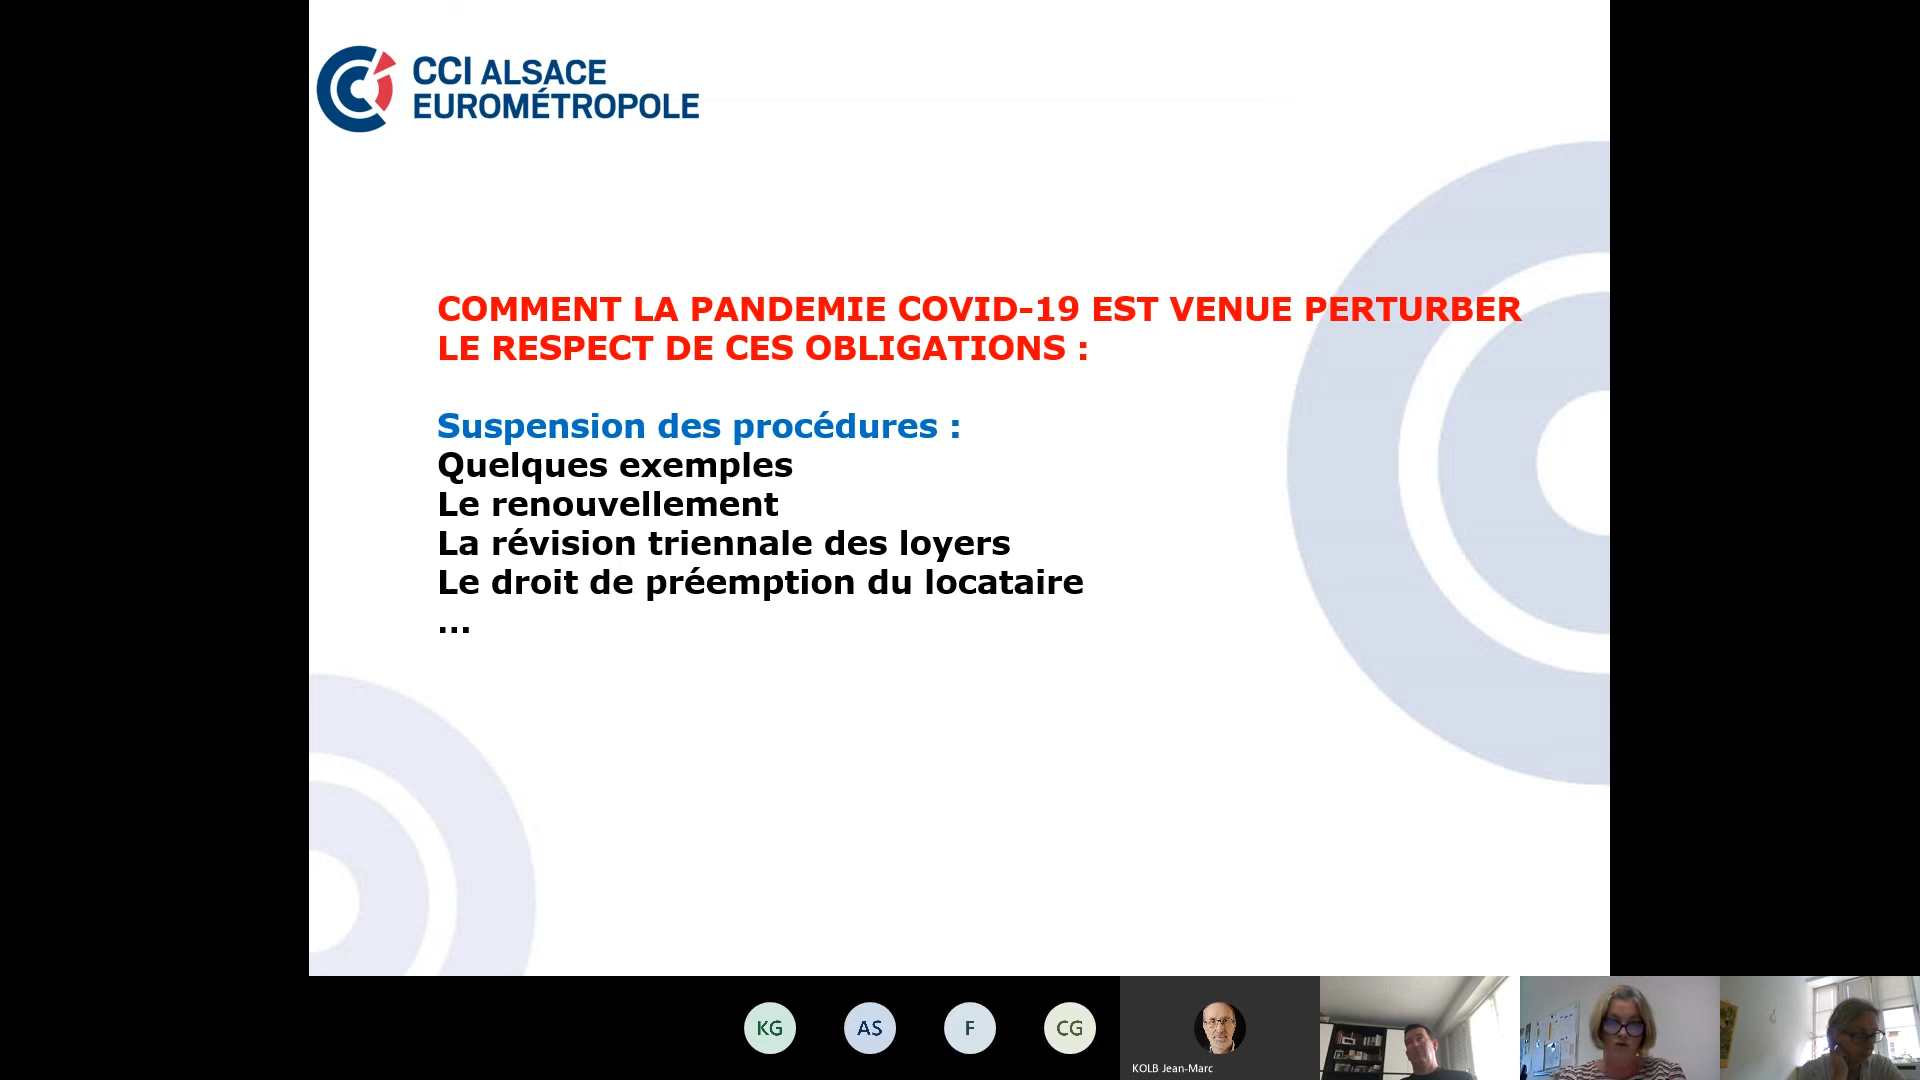 CCI ALSACE
EUROMÉTROPOLE
COMMENT LA PANDEMIE COVID-19 EST VENUE PERTURBER
LE RESPECT DE CES OBLIGATIONS :
Suspension des procédures :
Quelques exemples
Le renouvellement
La révision triennale des loyers
Le droit de préemption du locataire
...
KG
AS
F
CG
KOLB Jean-Marc